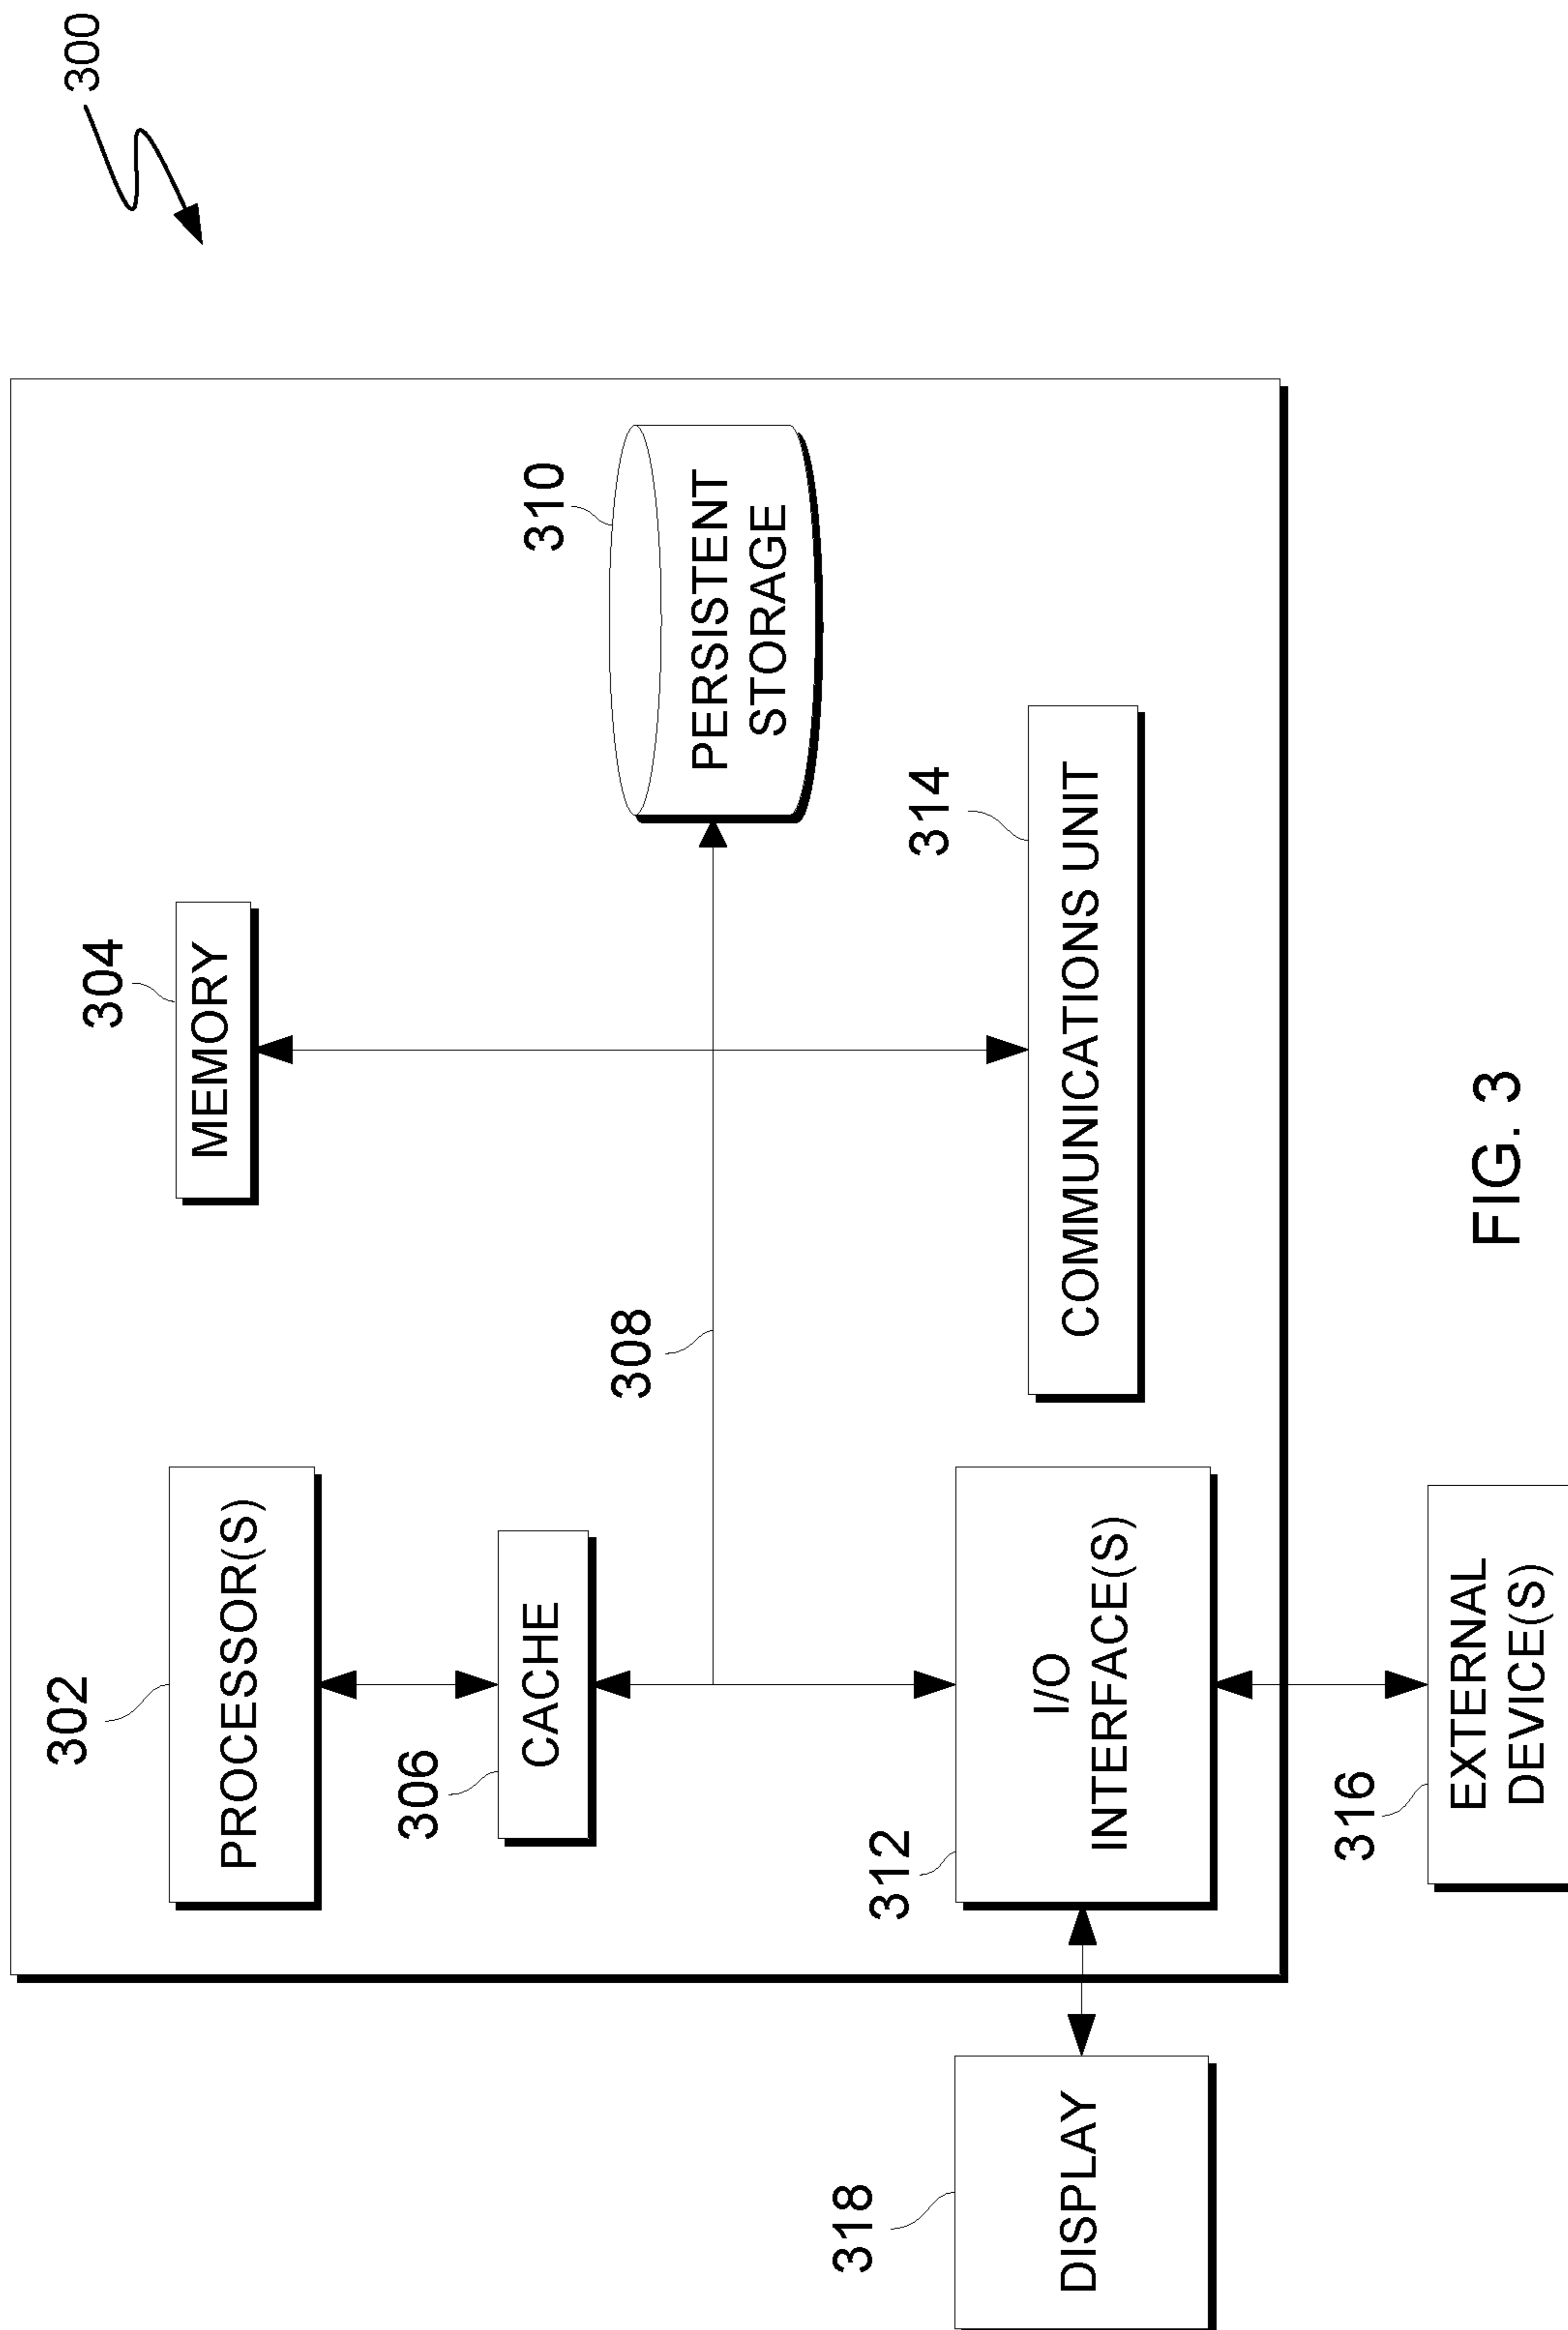 300
302
PROCESSOR(S)
304
MEMORY
306
CACHE
308
310
PERSISTENT
STORAGE
312
I/O
INTERFACE(S)
314
COMMUNICATIONS UNIT
318
DISPLAY
316
EXTERNAL
DEVICE(S)
FIG. 3